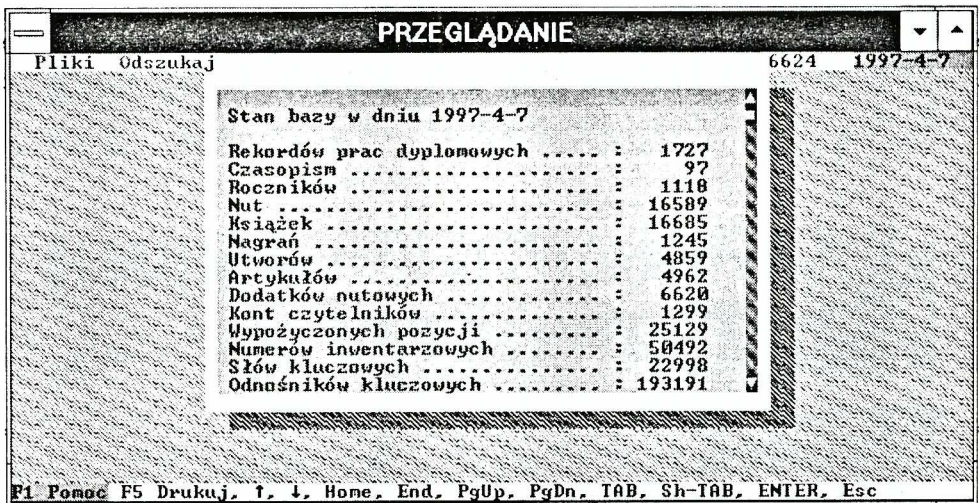 PRZEGLĄDANIE
Pliki Odszukaj 6624 1997-4-7
Stan bazy w dniu 1997-4-7
Rekordów prac dyplomowych ..... : 1727
Czasopism ....................... : 97
Roczników ...................... : 1118
Nut ............................. : 16589
Książek ........................ : 16685
Nagrań ......................... : 1245
Utworów ........................ : 4859
Artykułów ...................... : 4962
Dodatków nutowych ............. : 6620
Kont czytelników .............. : 1299
Wypożyczonych pozycji ........ : 25129
Numerów inwentarzowych ....... : 50492
Słów kluczowych ............... : 22998
Odnośników kluczowych ......... : 193191
F1 Pomoc F5 Drukuj, ↑, ↓, Home, End, PgUp, PgDn, TAB, Sh-TAB, ENTER, Esc